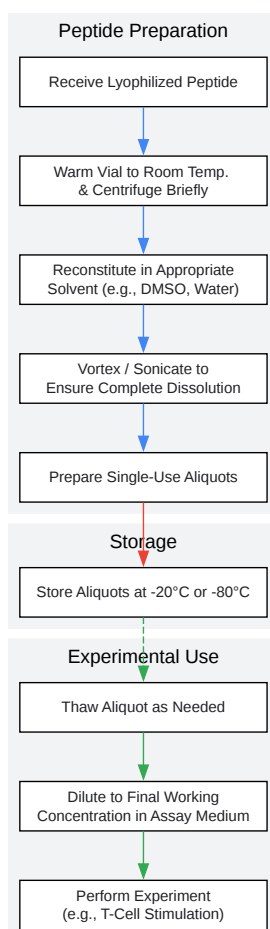 Peptide Preparation
Receive Lyophilized Peptide
Warm Vial to Room Temp.
& Centrifuge Briefly
Reconstitute in Appropriate
Solvent (e.g., DMSO, Water)
Vortex / Sonicate to
Ensure Complete Dissolution
Prepare Single-Use Aliquots
Storage
Store Aliquots at -20°C or -80°C
Experimental Use
Thaw Aliquot as Needed
Dilute to Final Working
Concentration in Assay Medium
Perform Experiment
(e.g., T-Cell Stimulation)